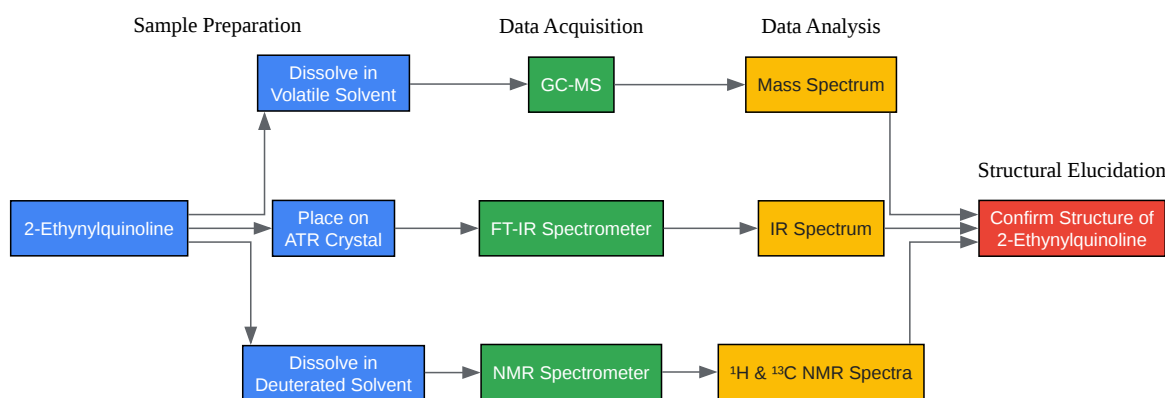 Sample Preparation
Data Acquisition
Data Analysis
Dissolve in
Volatile Solvent
GC-MS
Mass Spectrum
Structural Elucidation
2-Ethynylquinoline
Place on
ATR Crystal
FT-IR Spectrometer
IR Spectrum
Confirm Structure of
2-Ethynylquinoline
Dissolve in
Deuterated Solvent
NMR Spectrometer
¹H & ¹³C NMR Spectra